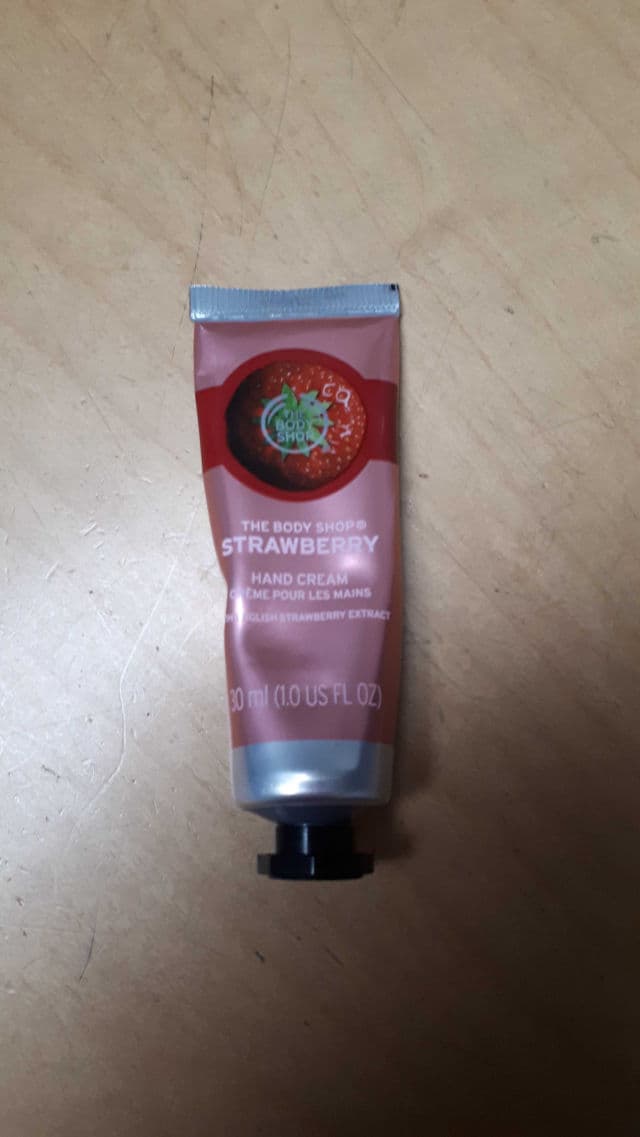 THE
BODY
SHOP
THE BODY SHOP®
STRAWBERRY
HAND CREAM
CRÈME POUR LES MAINS
ENGLISH STRAWBERRY EXTRACT
30 ml (1.0 US FL OZ)